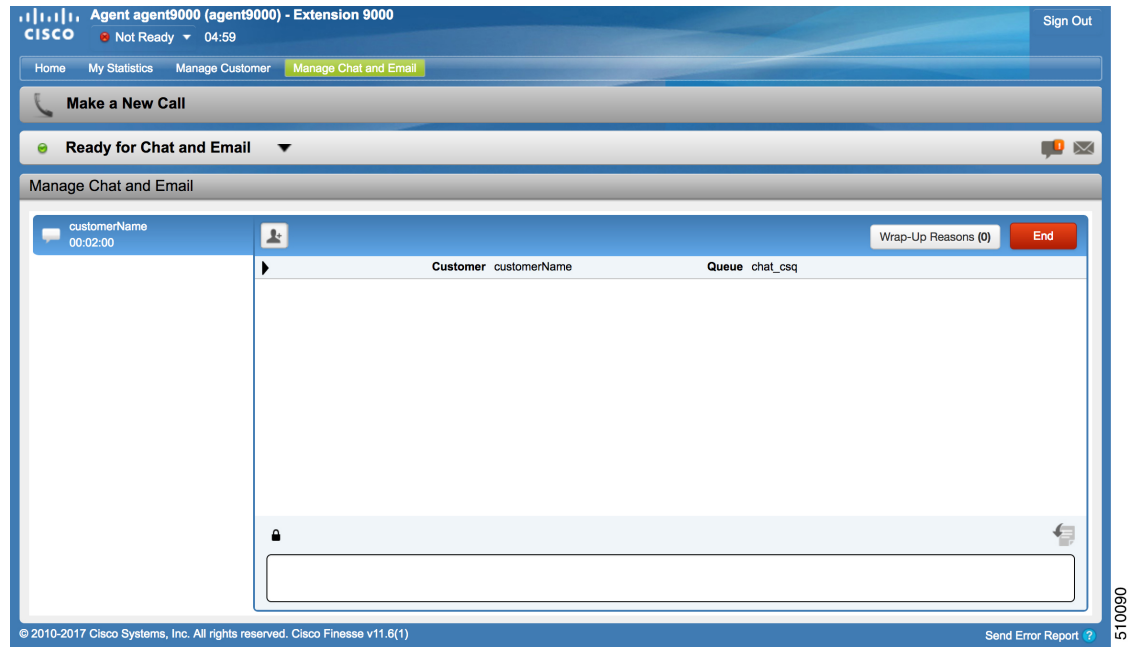 Agent agent9000 (agent9000) - Extension 9000
Sign Out
CISCO
Not Ready 04:59
Home My Statistics Manage Customer Manage Chat and Email
Make a New Call
Ready for Chat and Email
1
Manage Chat and Email
customerName
00:02:00
Wrap-Up Reasons (0) End
Customer customerName Queue chat_csq
© 2010-2017 Cisco Systems, Inc. All rights reserved. Cisco Finesse v11.6(1)
Send Error Report ?
510090